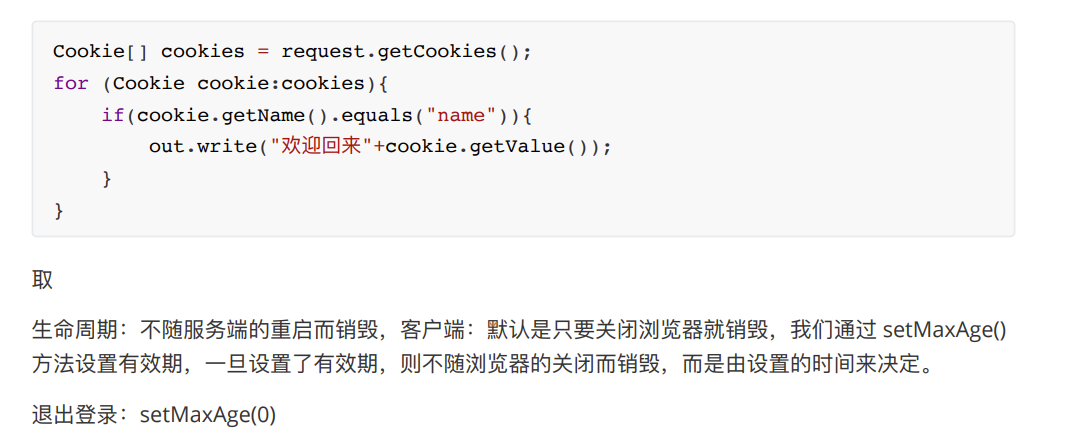 Cookie[] cookies = request.getCookies();
for (Cookie cookie:cookies){
    if(cookie.getName().equals("name")){
        out.write("欢迎回来"+cookie.getValue());
    }
}
取
生命周期：不随服务端的重启而销毁，客户端：默认是只要关闭浏览器就销毁，我们通过 setMaxAge()
方法设置有效期，一旦设置了有效期，则不随浏览器的关闭而销毁，而是由设置的时间来决定。
退出登录：setMaxAge(0)